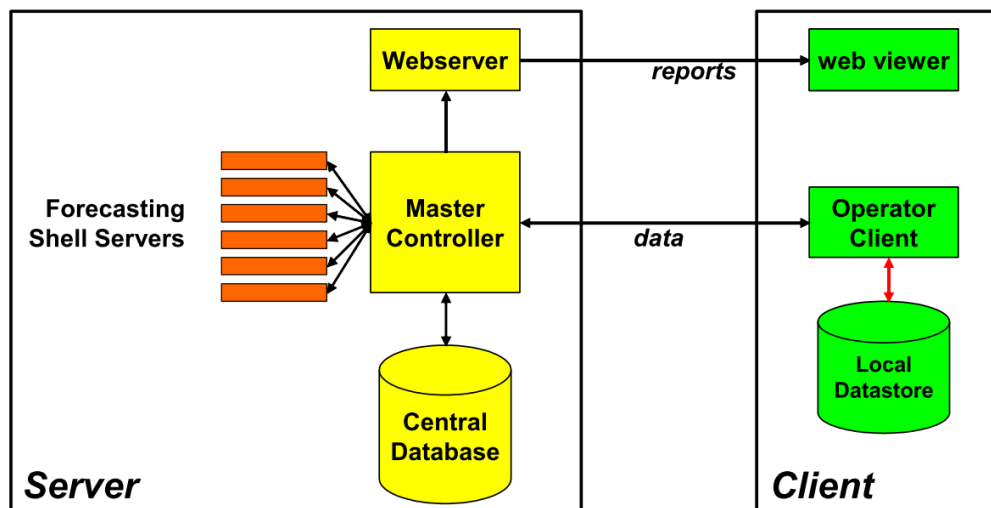 Webserver
reports
web viewer
Forecasting
Shell Servers
Master
Controller
data
Operator
Client
Central
Database
Local
Datastore
Server
Client